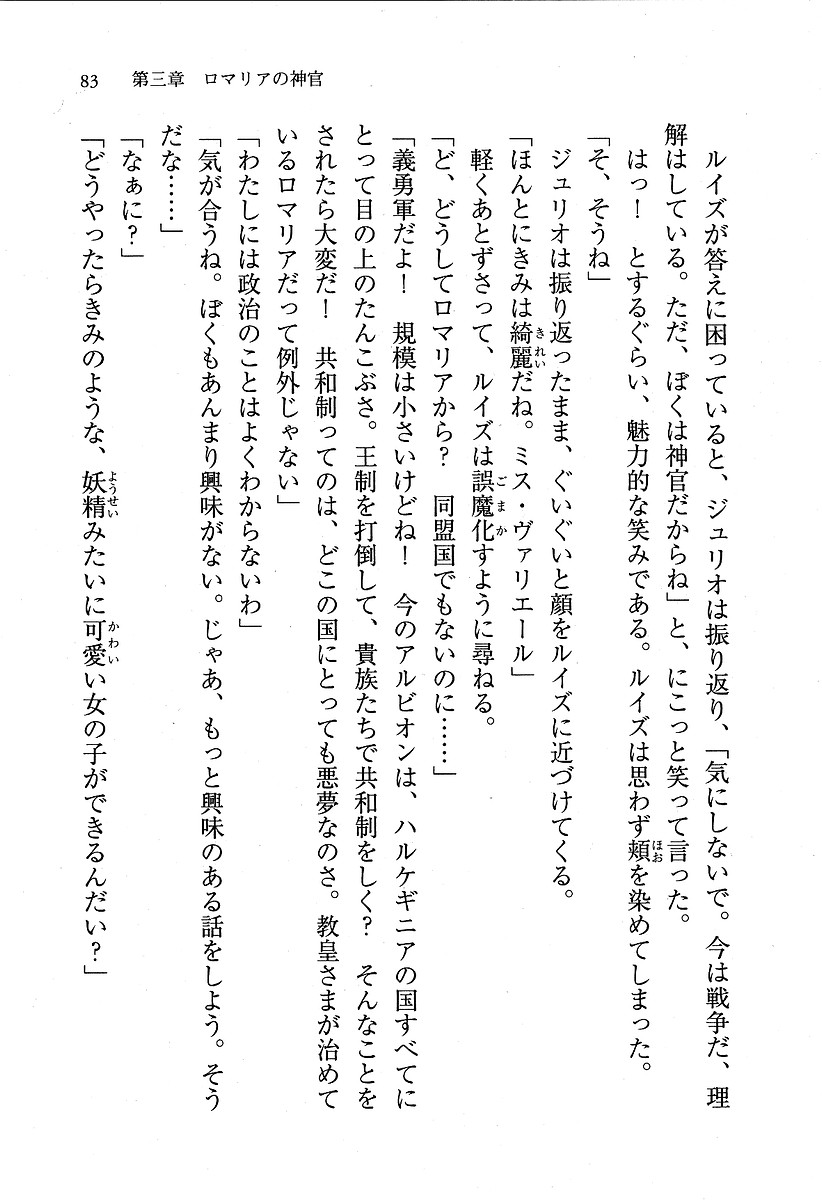 83　第三章　ロマリアの神官
ルイズが答えに困っていると、ジュリオは振り返り、「気にしないで。今は戦争だ、理
解はしている。ただ、ぼくは神官だからね」と、にこっと笑って言った。
はっ！　とするぐらい、魅力的な笑みである。ルイズは思わず頬を染めてしまった。
「そ、そうね」
ジュリオは振り返ったまま、ぐいぐいと顔をルイズに近づけてくる。
「ほんとにきみは綺麗だね。ミス・ヴァリエール」
軽くあとずさって、ルイズは誤魔化すように尋ねる。
「ど、どうしてロマリアから？　同盟国でもないのに……」
「義勇軍だよ！　規模は小さいけどね！　今のアルビオンは、ハルケギニアの国すべてに
とって目の上のたんこぶさ。王制を打倒して、貴族たちで共和制をしく？　そんなことを
されたら大変だ！　共和制ってのは、どこの国にとっても悪夢なのさ。教皇さまが治めて
いるロマリアだって例外じゃない」
「わたしには政治のことはよくわからないわ」
「気が合うね。ぼくもあんまり興味がない。じゃあ、もっと興味のある話をしよう。そう
だな……」
「なぁに？」
「どうやったらきみのような、妖精みたいに可愛い女の子ができるんだい？」